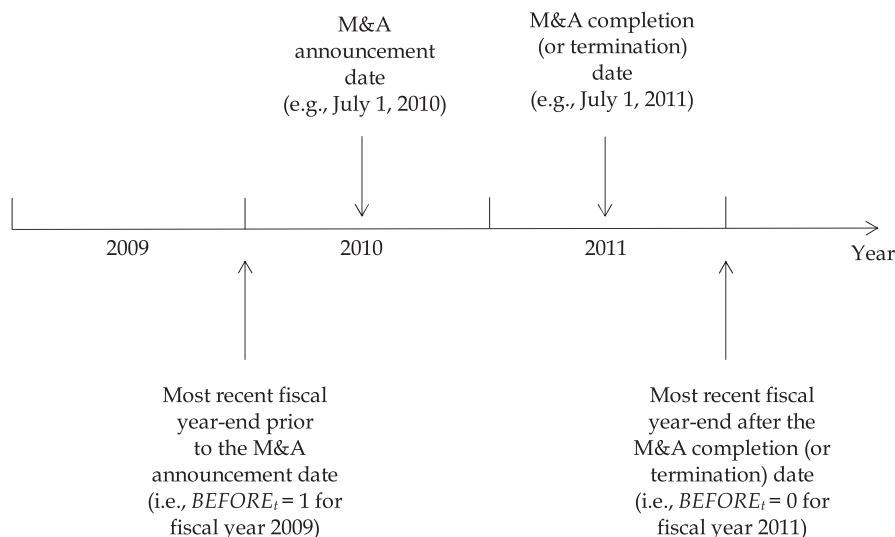 M&A
announcement
date
(e.g., July 1, 2010)
M&A completion
(or termination)
date
(e.g., July 1, 2011)
2009
2010
2011
Year
Most recent fiscal
year-end prior
to the M&A
announcement date
(i.e., BEFOREt = 1 for
fiscal year 2009)
Most recent fiscal
year-end after the
M&A completion (or
termination) date
(i.e., BEFOREt = 0 for
fiscal year 2011)